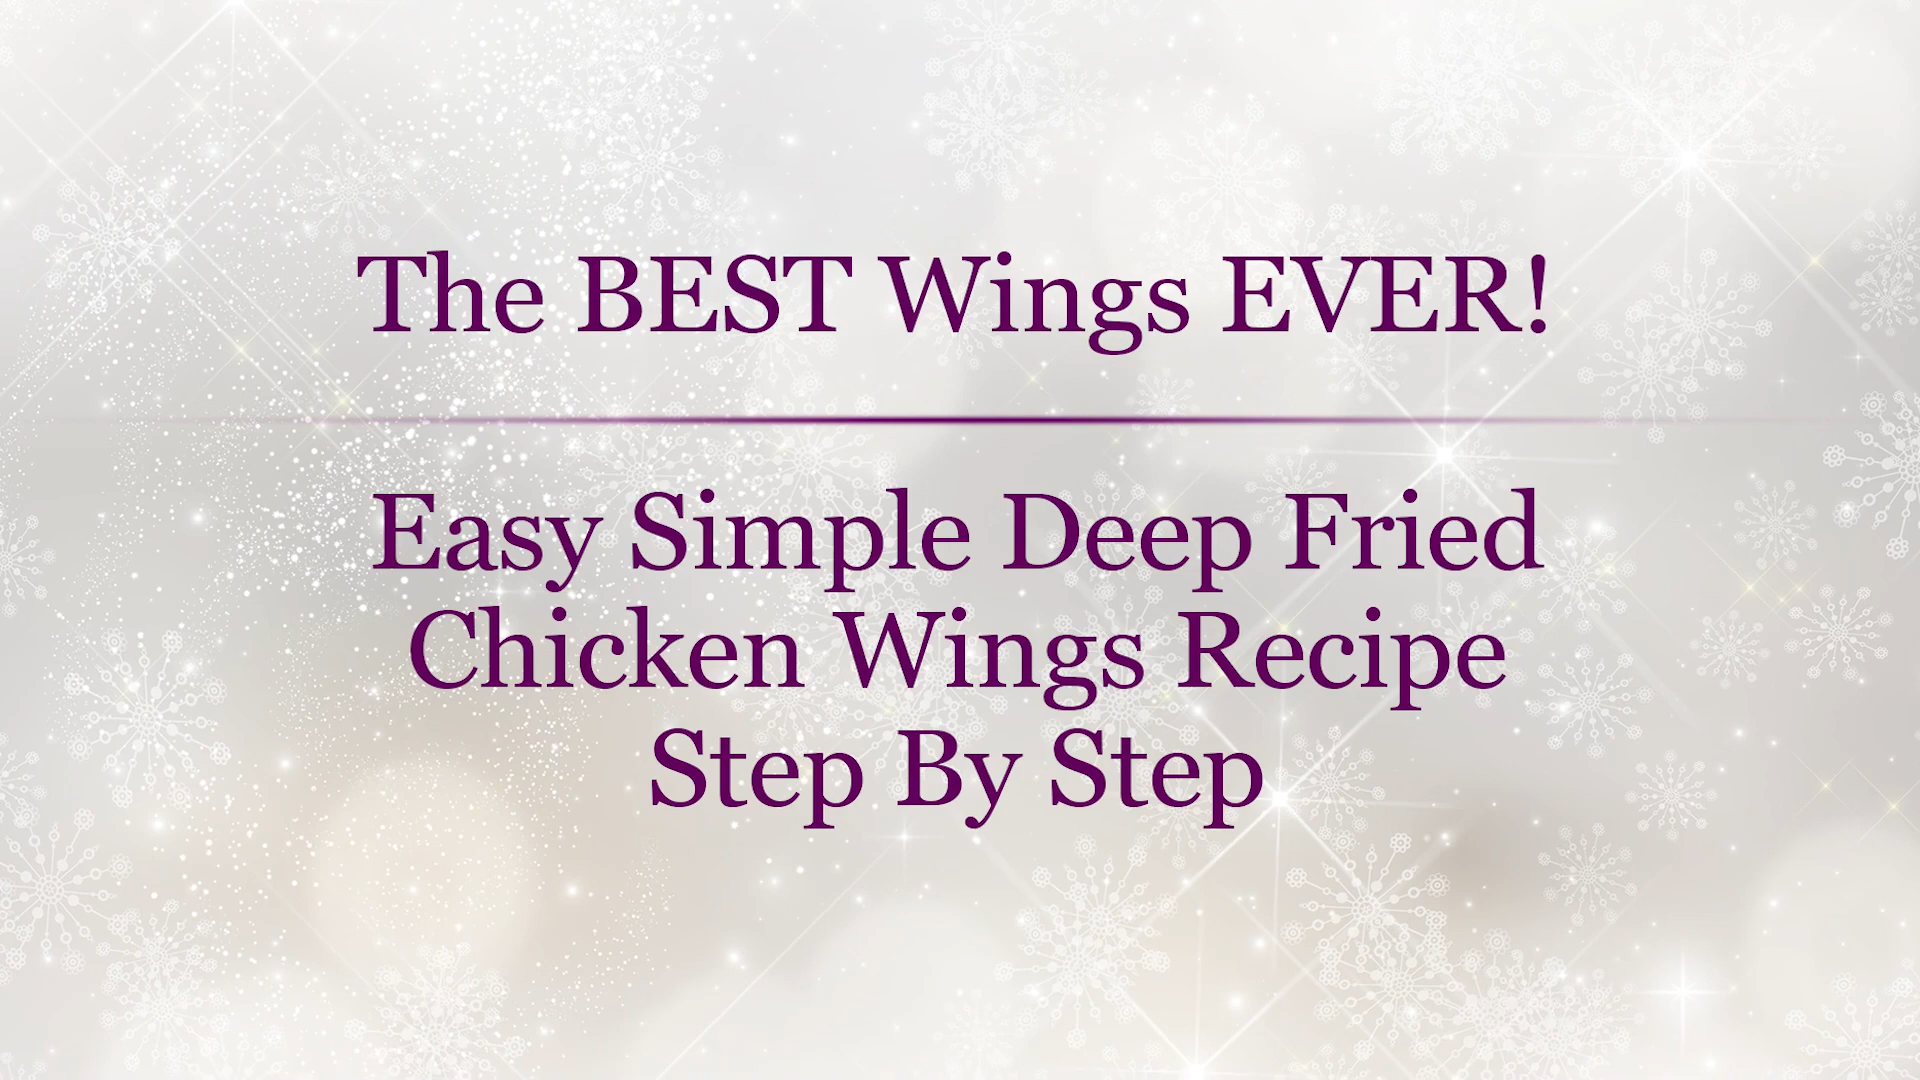 The BEST Wings EVER!
Easy Simple Deep Fried
Chicken Wings Recipe
Step By Step